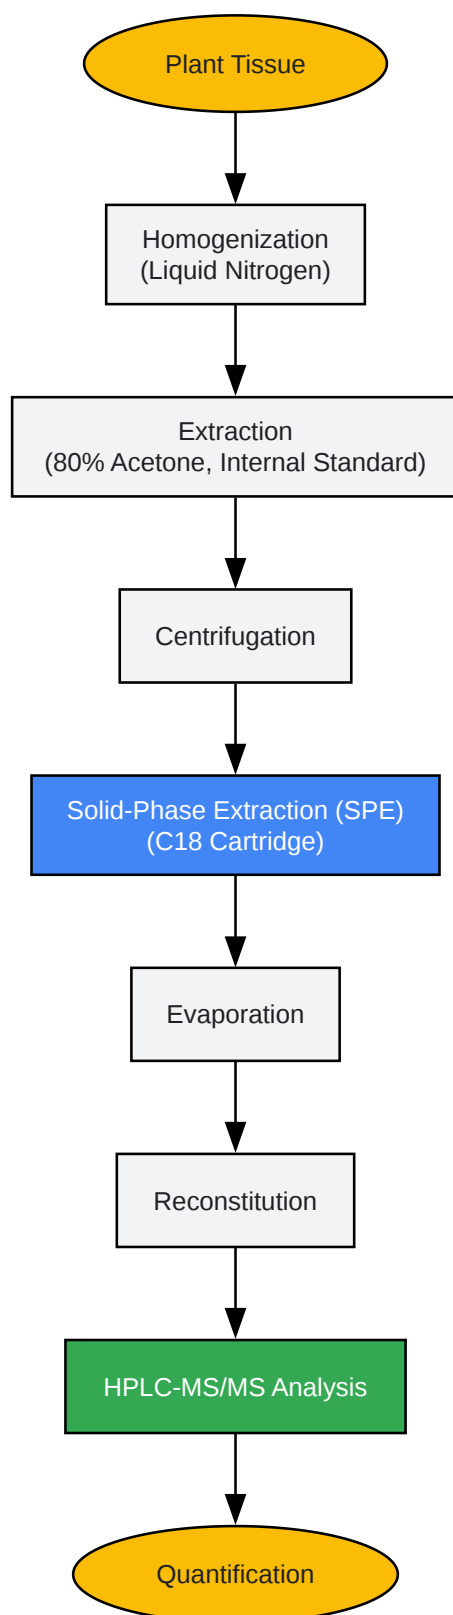 Plant Tissue
Homogenization
(Liquid Nitrogen)
Extraction
(80% Acetone, Internal Standard)
Centrifugation
Solid-Phase Extraction (SPE)
(C18 Cartridge)
Evaporation
Reconstitution
HPLC-MS/MS Analysis
Quantification